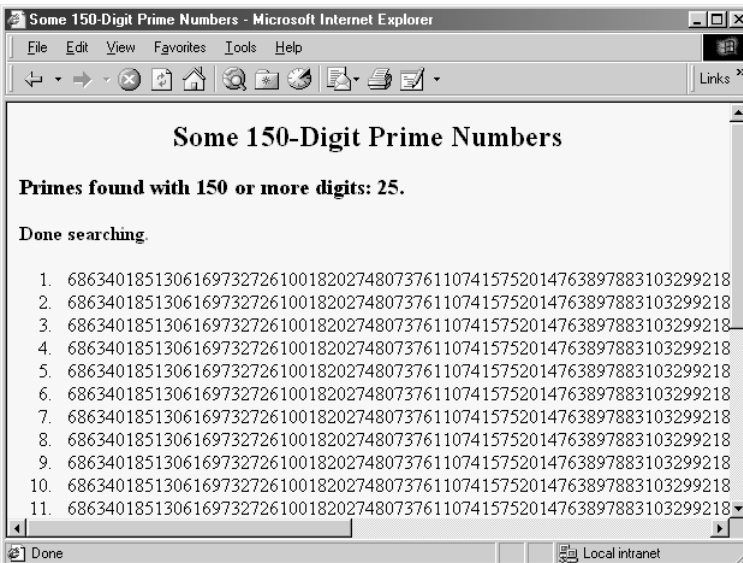 Some 150-Digit Prime Numbers - Microsoft Internet Explorer
File Edit View Favorites Tools Help
Links »
Some 150-Digit Prime Numbers
Primes found with 150 or more digits: 25.
Done searching.
1. 686340185130616973272610018202748073761107415752014763897883103299218
2. 686340185130616973272610018202748073761107415752014763897883103299218
3. 686340185130616973272610018202748073761107415752014763897883103299218
4. 686340185130616973272610018202748073761107415752014763897883103299218
5. 686340185130616973272610018202748073761107415752014763897883103299218
6. 686340185130616973272610018202748073761107415752014763897883103299218
7. 686340185130616973272610018202748073761107415752014763897883103299218
8. 686340185130616973272610018202748073761107415752014763897883103299218
9. 686340185130616973272610018202748073761107415752014763897883103299218
10. 686340185130616973272610018202748073761107415752014763897883103299218
11. 686340185130616973272610018202748073761107415752014763897883103299218
Done Local intranet